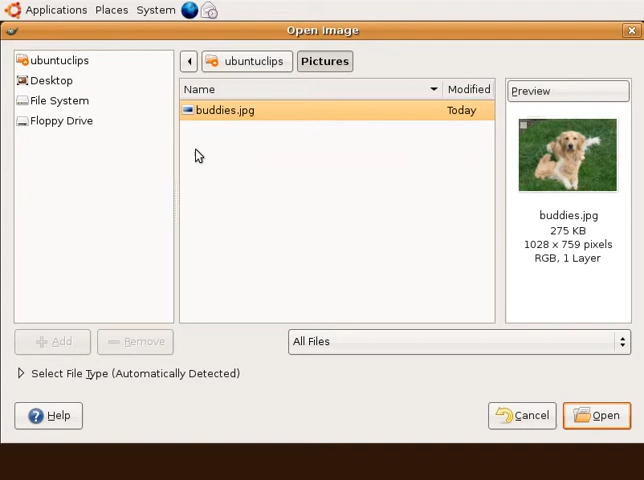 Applications Places System
Open Image
ubuntuclips
Desktop
File System
Floppy Drive
ubuntuclips Pictures
Name Modified
buddies.jpg Today
Preview
buddies.jpg
275 KB
1028 x 759 pixels
RGB, 1 Layer
Add Remove
All Files
Select File Type (Automatically Detected)
Help Cancel Open